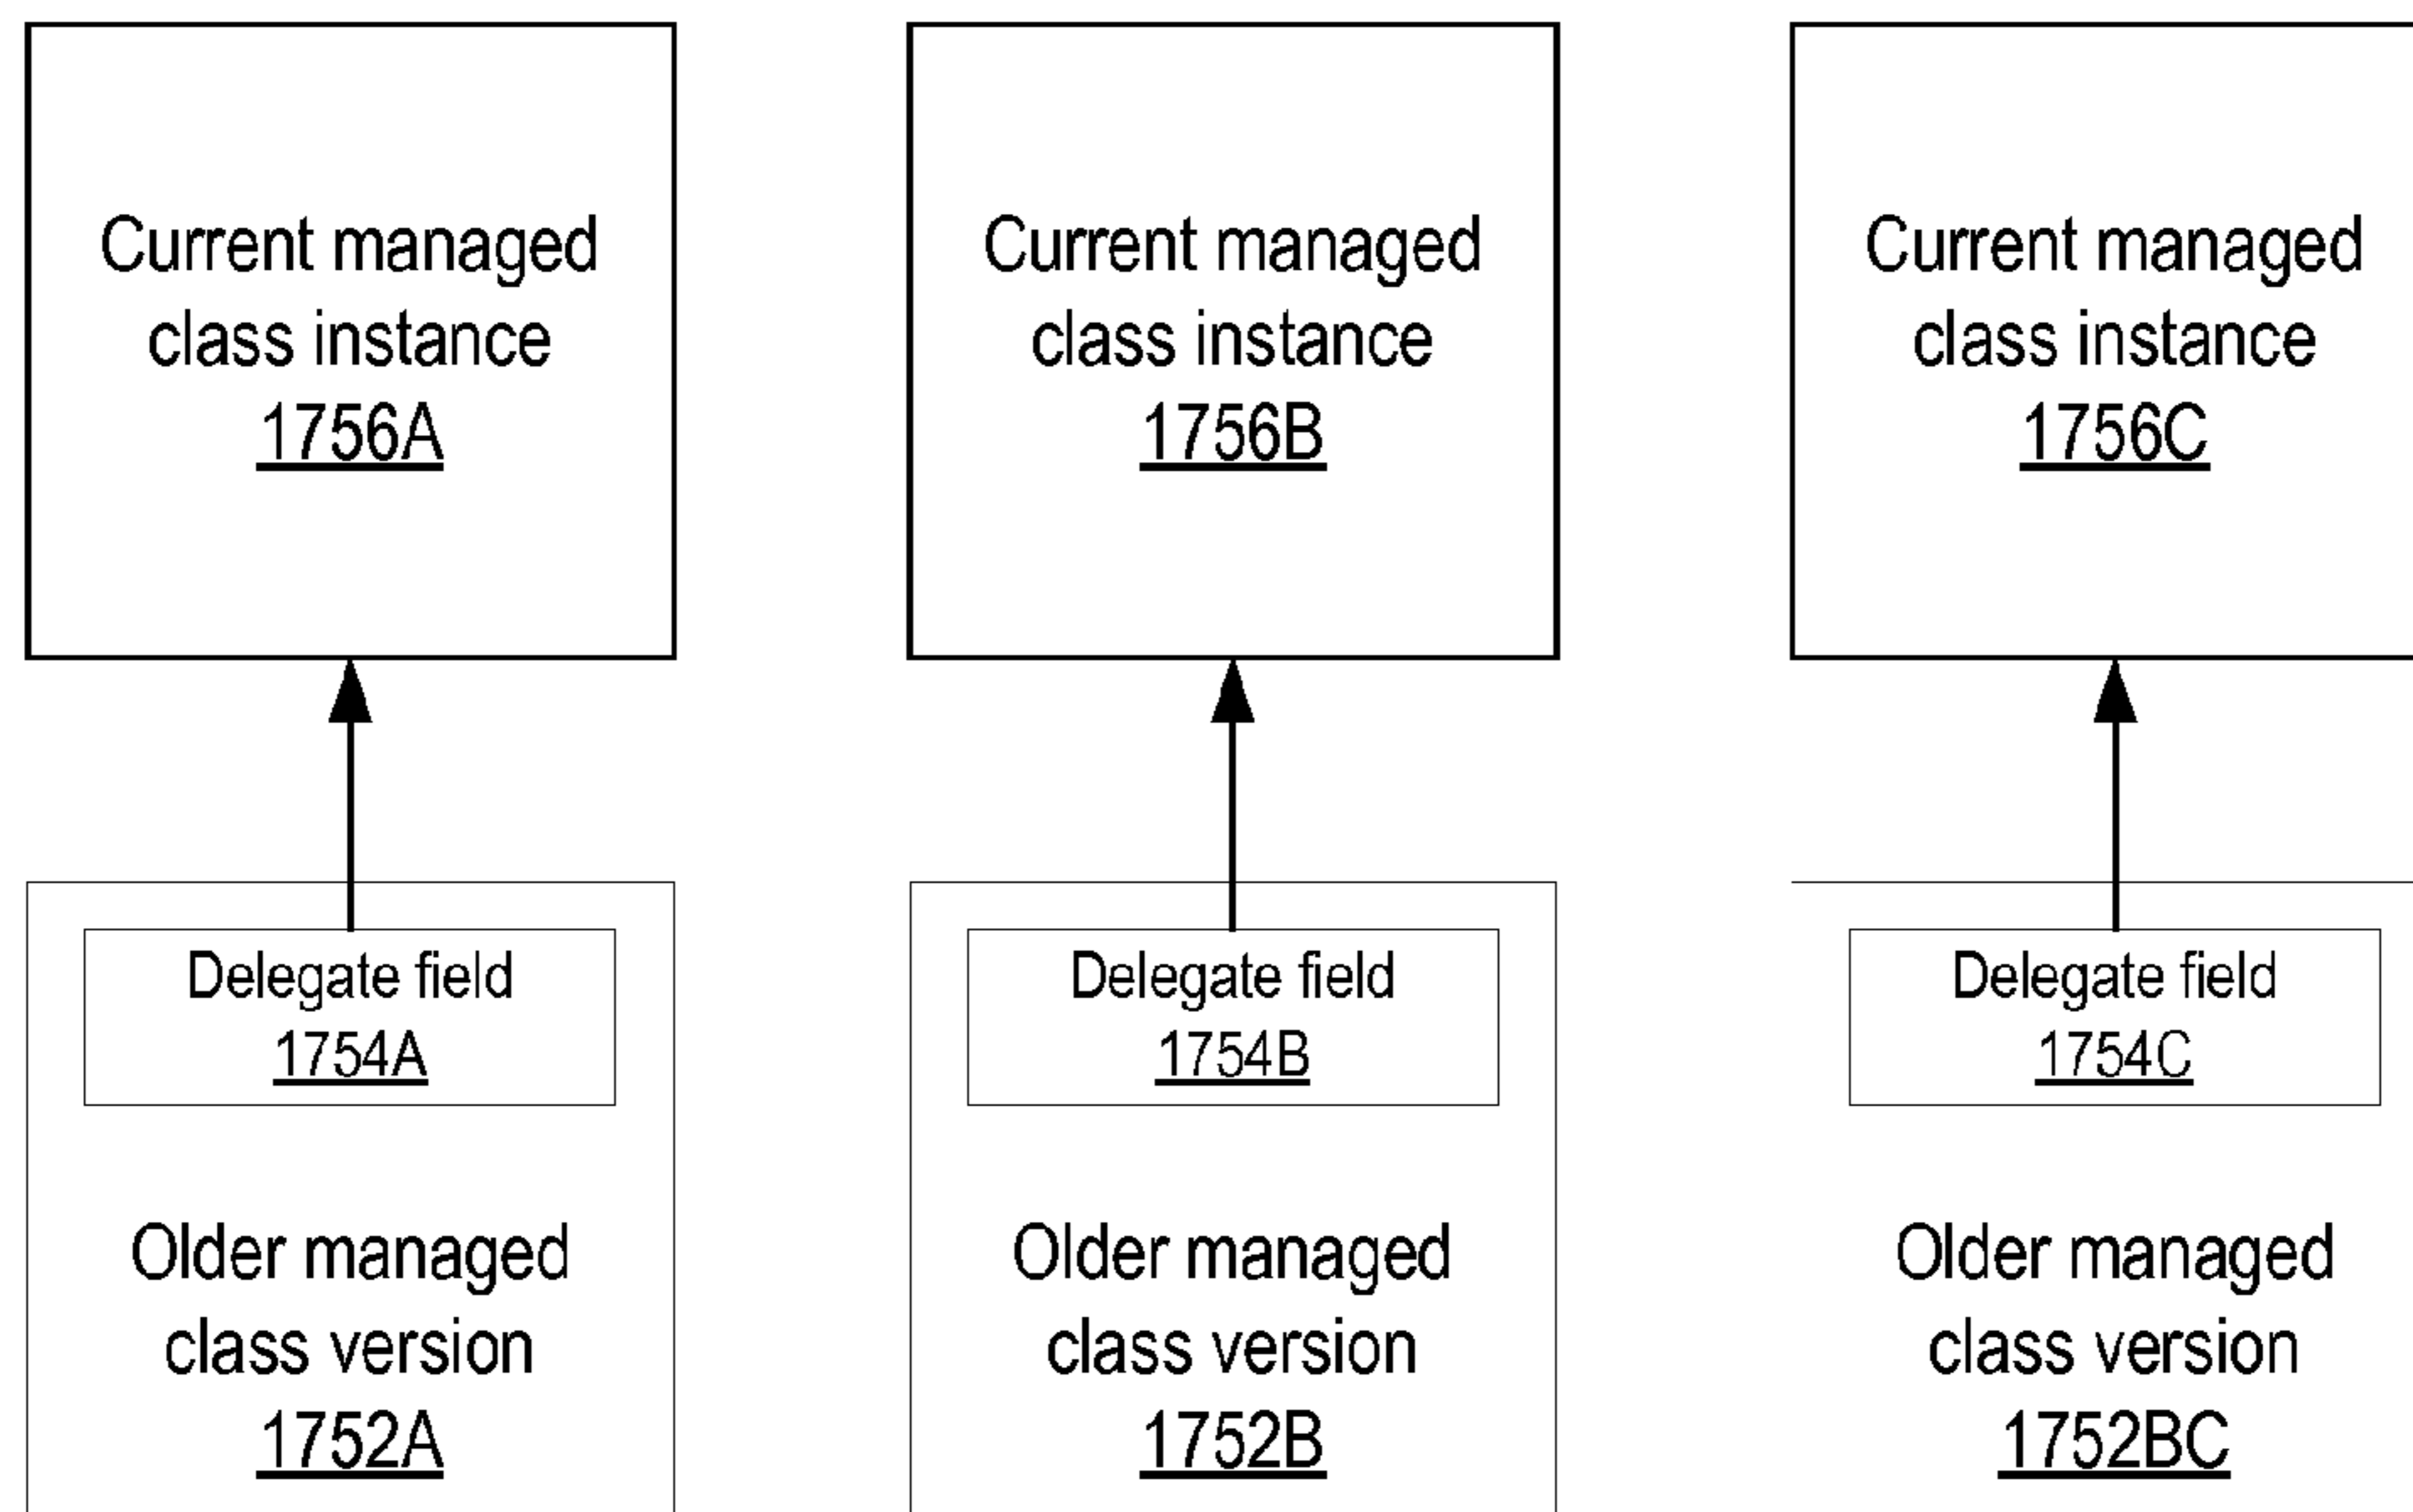 Current managed
class instance
1756A
Current managed
class instance
1756B
Current managed
class instance
1756C
Delegate field
1754A
Delegate field
1754B
Delegate field
1754C
Older managed
class version
1752A
Older managed
class version
1752B
Older managed
class version
1752BC